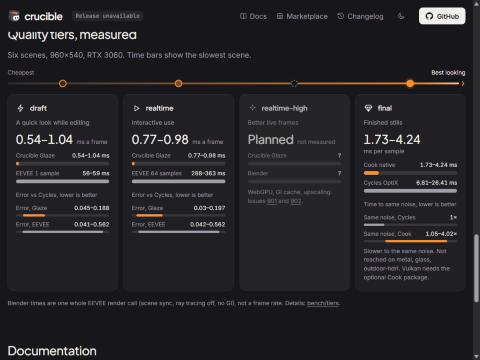 crucible
Release unavailable
Docs
Marketplace
Changelog
GitHub
Quality tiers, measured
Six scenes, 960×540, RTX 3060. Time bars show the slowest scene.
Cheapest
Best looking
draft
A quick look while editing
0.54–1.04 ms a frame
Crucible Glaze 0.54–1.04 ms
EEVEE 1 sample 56–59 ms
Error vs Cycles, lower is better
Error, Glaze 0.045–0.188
Error, EEVEE 0.041–0.562
realtime
Interactive use
0.77–0.98 ms a frame
Crucible Glaze 0.77–0.98 ms
EEVEE 64 samples 288–363 ms
Error vs Cycles, lower is better
Error, Glaze 0.03–0.197
Error, EEVEE 0.042–0.562
realtime-high
Better live frames
Planned not measured
Crucible Glaze ?
Blender ?
WebGPU, GI cache, upscaling.
Issues 901 and 902.
final
Finished stills
1.73–4.24
ms per sample
Cook native 1.73–4.24 ms
Cycles OptiX 6.81–26.41 ms
Time to same noise, lower is better
Same noise, Cycles 1×
Same noise, Cook 1.05–4.02×
Slower to the same noise. Not
reached on metal, glass,
outdoor-hof. Vulkan needs the
optional Cook package.
Blender times are one whole EEVEE render call (scene sync, ray tracing off, no GI), not a frame rate. Details: bench/tiers.
Documentation